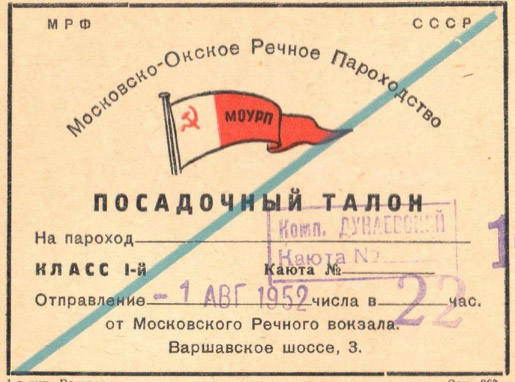 МРФ СССР
Московско-Окское Речное Пароходство
МОУРП
ПОСАДОЧНЫЙ ТАЛОН
Комп. ДУНАЕВСКИЙ
На пароход
Каюта №
КЛАСС I-й Каюта №
1
Отправление - 1 АВГ 1952 числа в 22 час.
от Московского Речного вокзала.
Варшавское шоссе, 3.